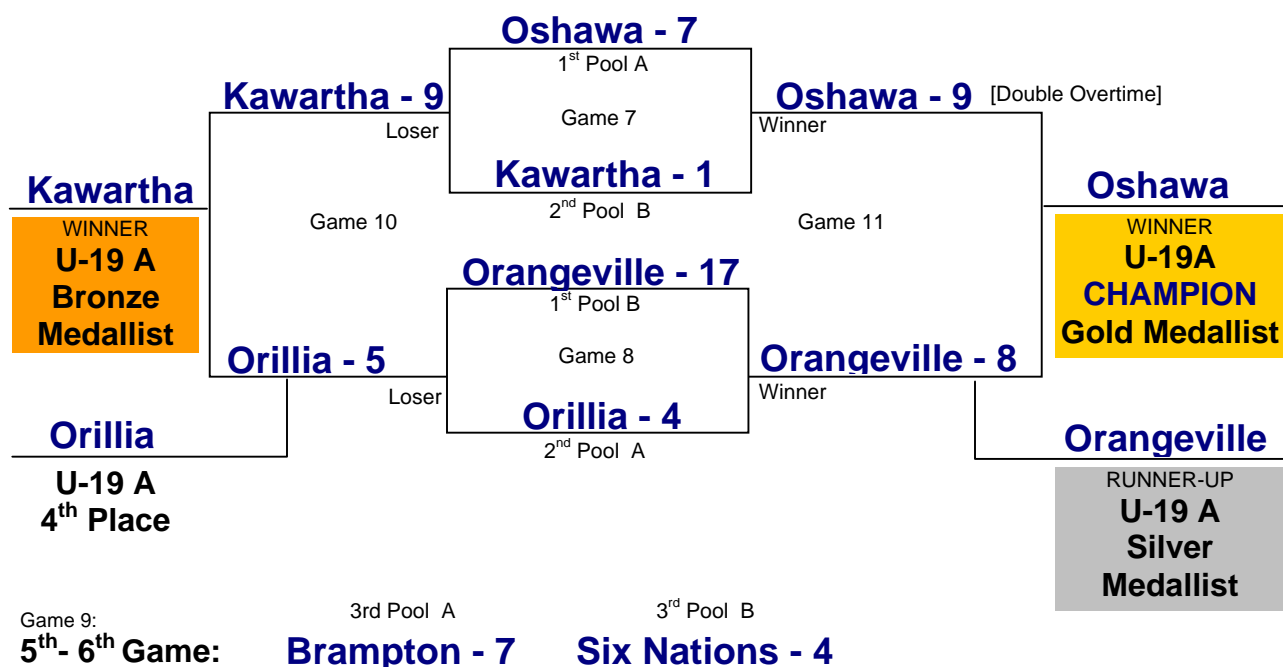 Oshawa - 7
1st Pool A
Kawartha - 9
Loser
Game 7
Oshawa - 9 [Double Overtime]
Winner
Kawartha - 1
2nd Pool B
Kawartha
WINNER
U-19 A
Bronze
Medallist
Game 10
Game 11
Oshawa
WINNER
U-19A
CHAMPION
Gold Medallist
Orangeville - 17
1st Pool B
Orillia - 5
Loser
Game 8
Orangeville - 8
Winner
Orillia - 4
2nd Pool A
Orillia
U-19 A
4th Place
Orangeville
RUNNER-UP
U-19 A
Silver
Medallist
Game 9:
5th- 6th Game:
3rd Pool A
Brampton - 7
3rd Pool B
Six Nations - 4